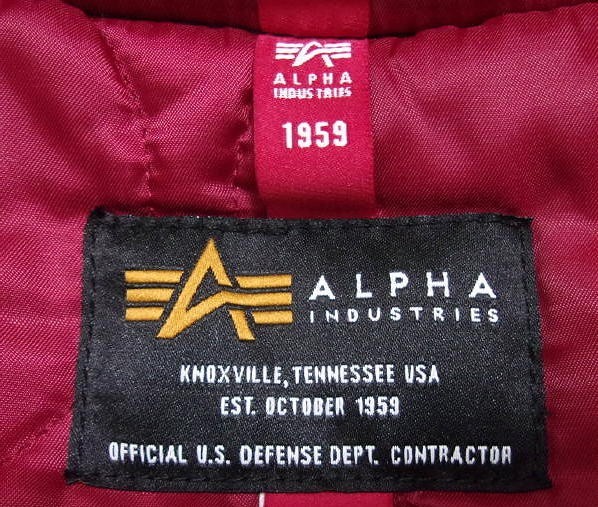 ALPHA
INDUSTRIES
1959
ALPHA
INDUSTRIES
KNOXVILLE, TENNESSEE USA
EST. OCTOBER 1959
OFFICIAL U.S. DEFENSE DEPT. CONTRACTOR